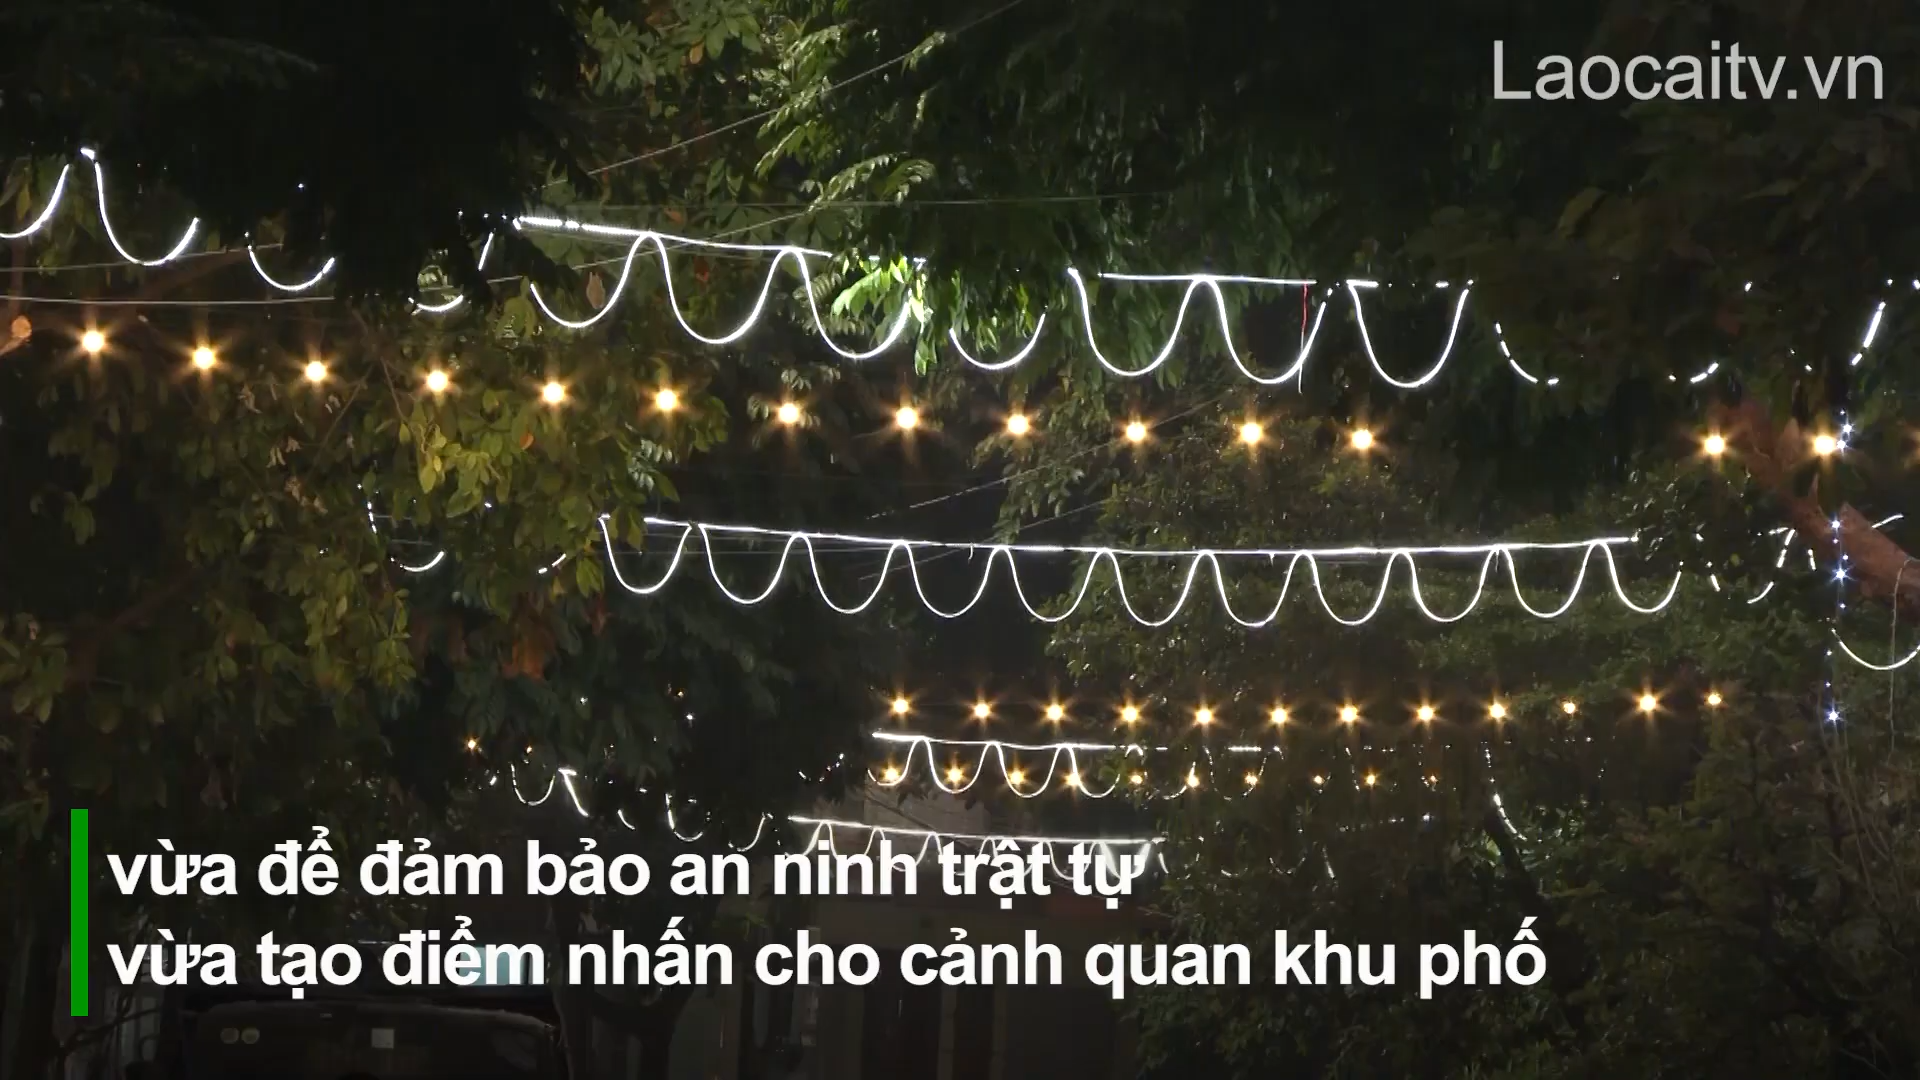 Laocaitv.vn
vừa để đảm bảo an ninh trật tự
vừa tạo điểm nhấn cho cảnh quan khu phố